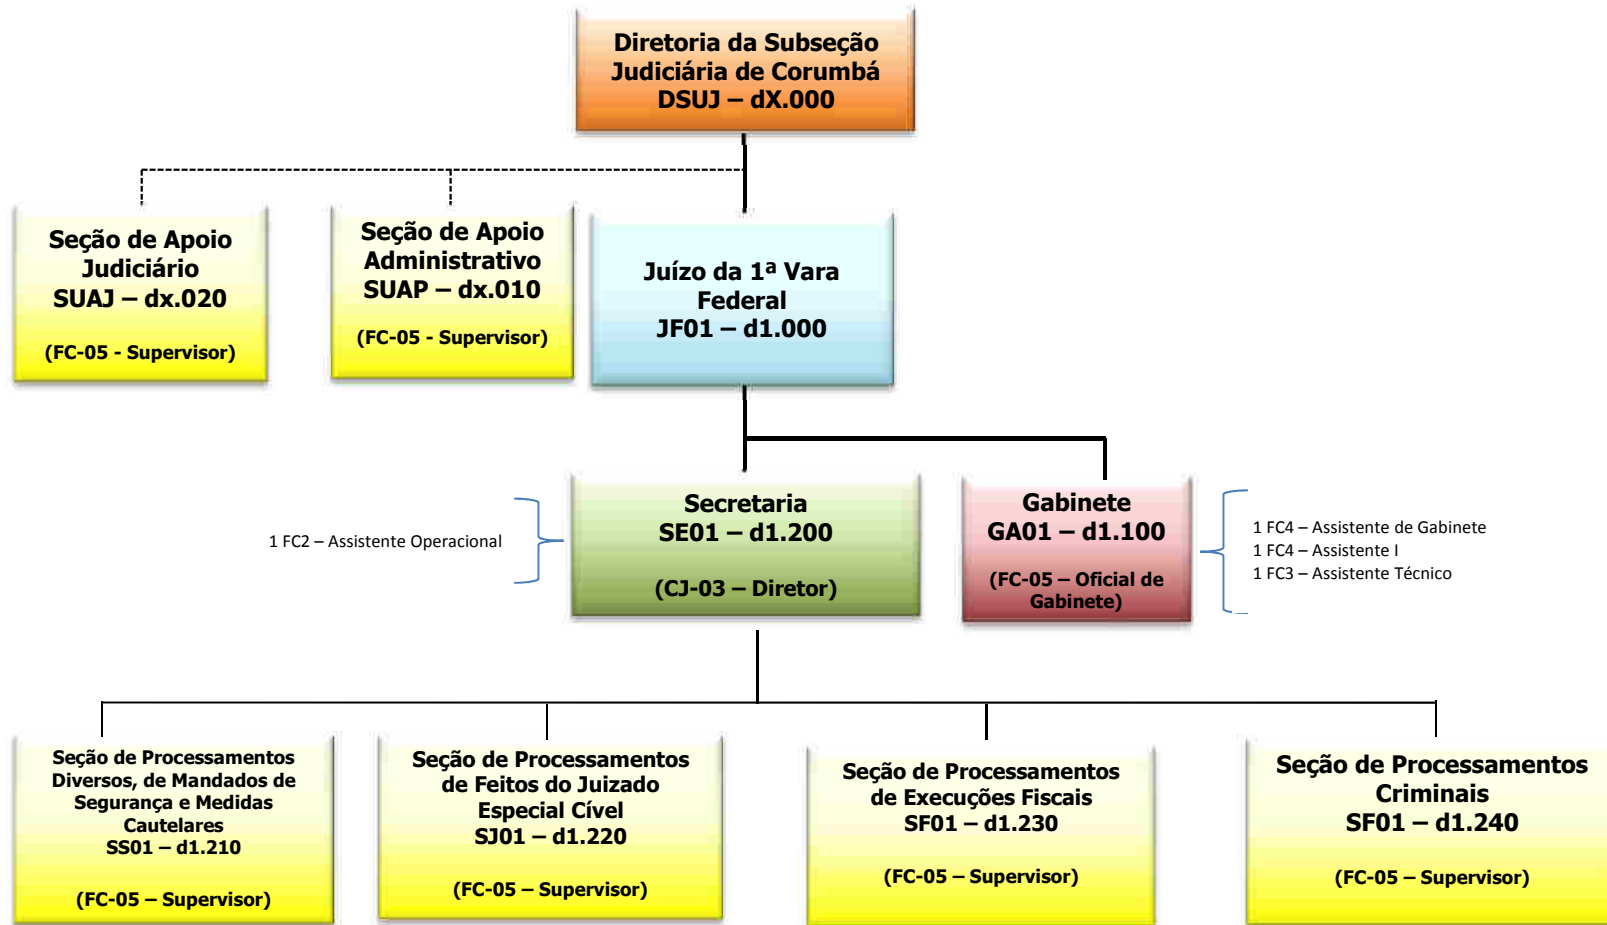 Diretoria da Subseção
Judiciária de Corumbá
DSUJ – dX.000
Seção de Apoio
Judiciário
SUAJ – dx.020
(FC-05 - Supervisor)
Seção de Apoio
Administrativo
SUAP – dx.010
(FC-05 - Supervisor)
Juízo da 1ª Vara
Federal
JF01 – d1.000
1 FC2 – Assistente Operacional
Secretaria
SE01 – d1.200
(CJ-03 – Diretor)
Gabinete
GA01 – d1.100
(FC-05 – Oficial de
Gabinete)
1 FC4 – Assistente de Gabinete
1 FC4 – Assistente I
1 FC3 – Assistente Técnico
Seção de Processamentos
Diversos, de Mandados de
Segurança e Medidas
Cautelares
SS01 – d1.210
(FC-05 – Supervisor)
Seção de Processamentos
de Feitos do Juizado
Especial Cível
SJ01 – d1.220
(FC-05 – Supervisor)
Seção de Processamentos
de Execuções Fiscais
SF01 – d1.230
(FC-05 – Supervisor)
Seção de Processamentos
Criminais
SF01 – d1.240
(FC-05 – Supervisor)